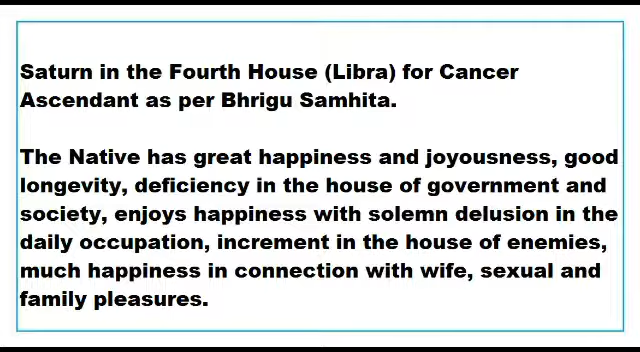 Saturn in the Fourth House (Libra) for Cancer
Ascendant as per Bhrigu Samhita.
The Native has great happiness and joyousness, good
longevity, deficiency in the house of government and
society, enjoys happiness with solemn delusion in the
daily occupation, increment in the house of enemies,
much happiness in connection with wife, sexual and
family pleasures.